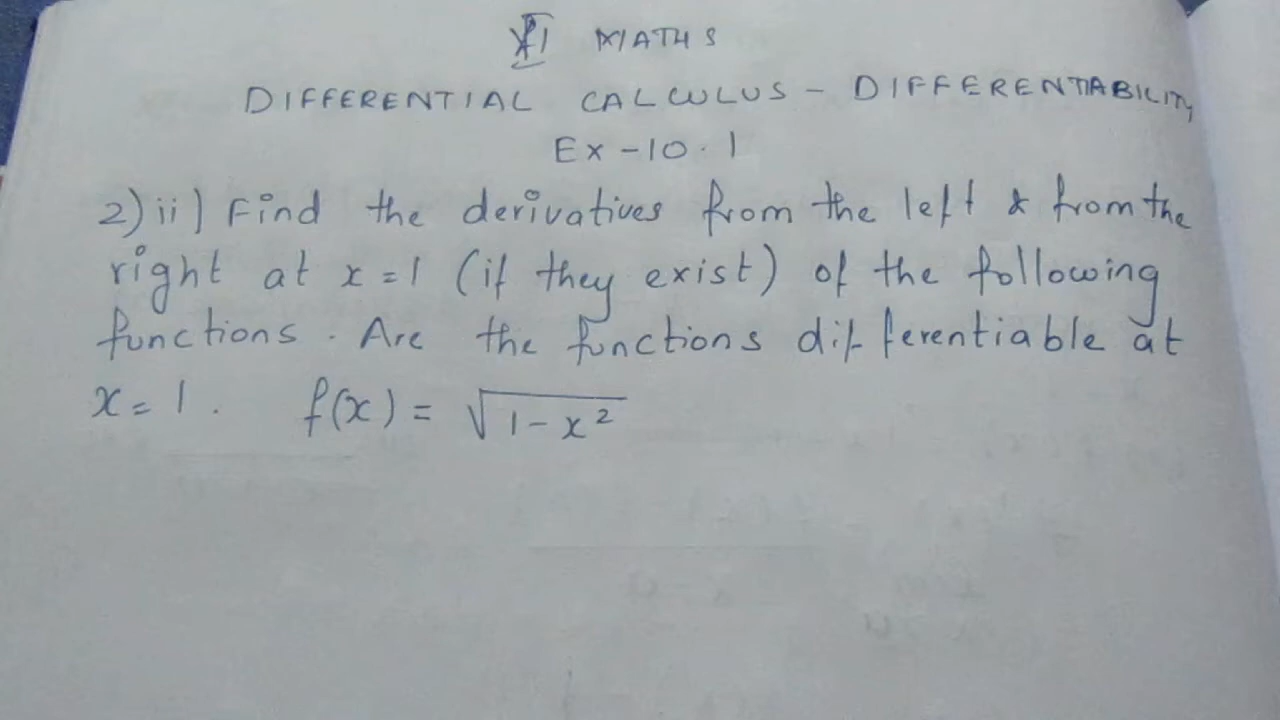 XI MATHS
DIFFERENTIAL CALCULUS - DIFFERENTIABILITY
Ex - 10.1
2) ii) Find the derivatives from the left & from the
right at x = 1 (if they exist) of the following
functions. Are the functions differentiable at
x = 1. f(x) = √(1-x²)